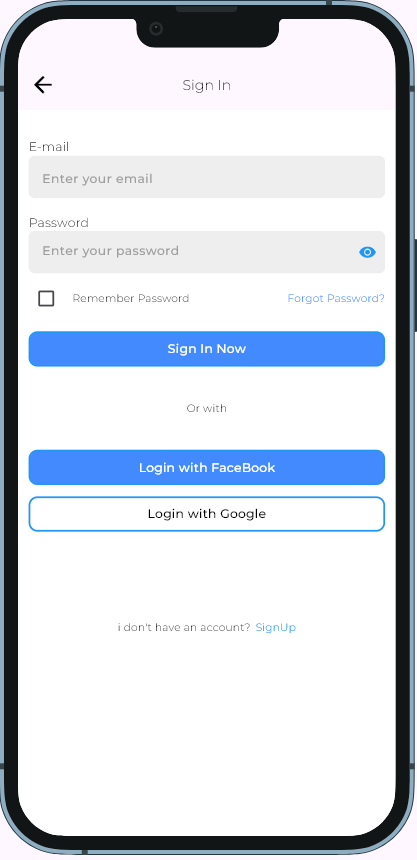 Sign In
E-mail
Enter your email
Password
Enter your password
Remember Password Forgot Password?
Sign In Now
Or with
Login with FaceBook
Login with Google
i don't have an account? SignUp